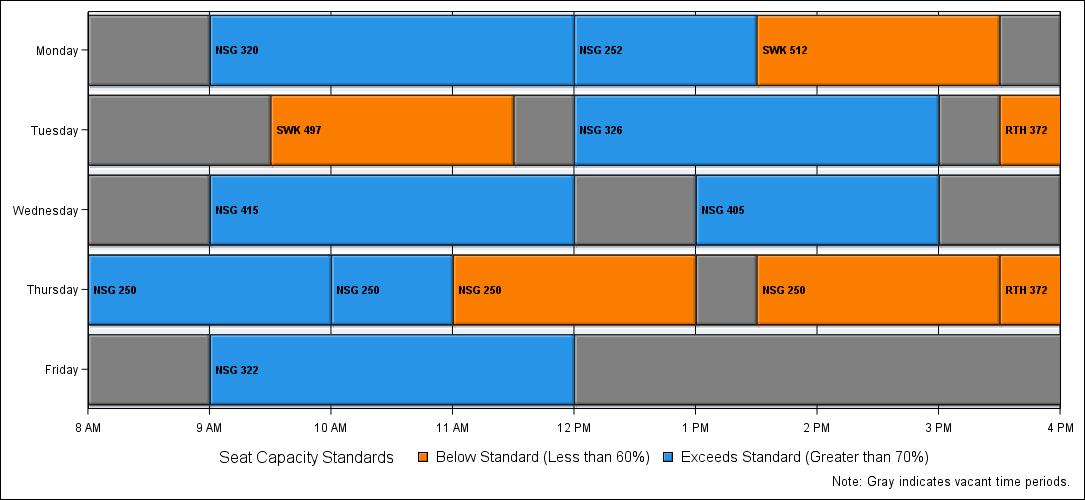 Monday NSG 320 NSG 252 SWK 512
Tuesday SWK 497 NSG 326 RTH 372
Wednesday NSG 415 NSG 405
Thursday NSG 250 NSG 250 NSG 250 NSG 250 RTH 372
Friday NSG 322
8 AM 9 AM 10 AM 11 AM 12 PM 1 PM 2 PM 3 PM 4 PM
Seat Capacity Standards Below Standard (Less than 60%) Exceeds Standard (Greater than 70%)
Note: Gray indicates vacant time periods.